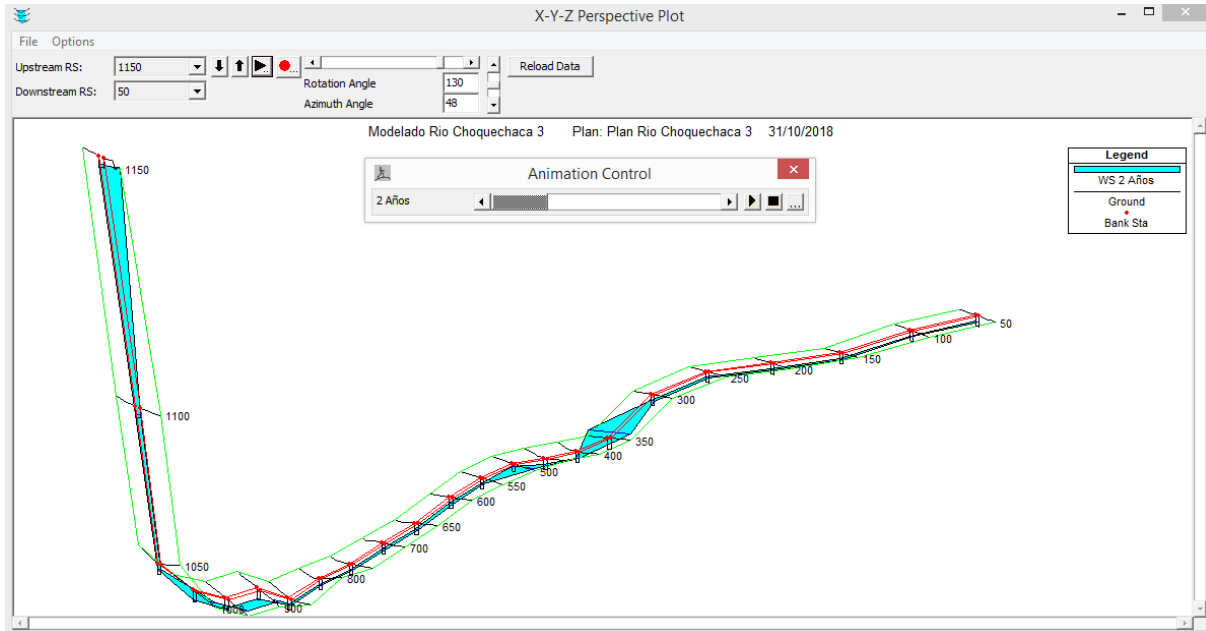 X-Y-Z Perspective Plot
File Options
Upstream RS: 1150
Reload Data
Rotation Angle 130
Downstream RS: 50
Azimuth Angle 48
Modelado Rio Choquechaca 3 Plan: Plan Rio Choquechaca 3 31/10/2018
Animation Control
2 Años
...
Legend
WS 2 Años
Ground
Bank Sta
1150
1100
1050
1000
900
800
700
650
600
550
500
400
350
300
250
200
150
100
50